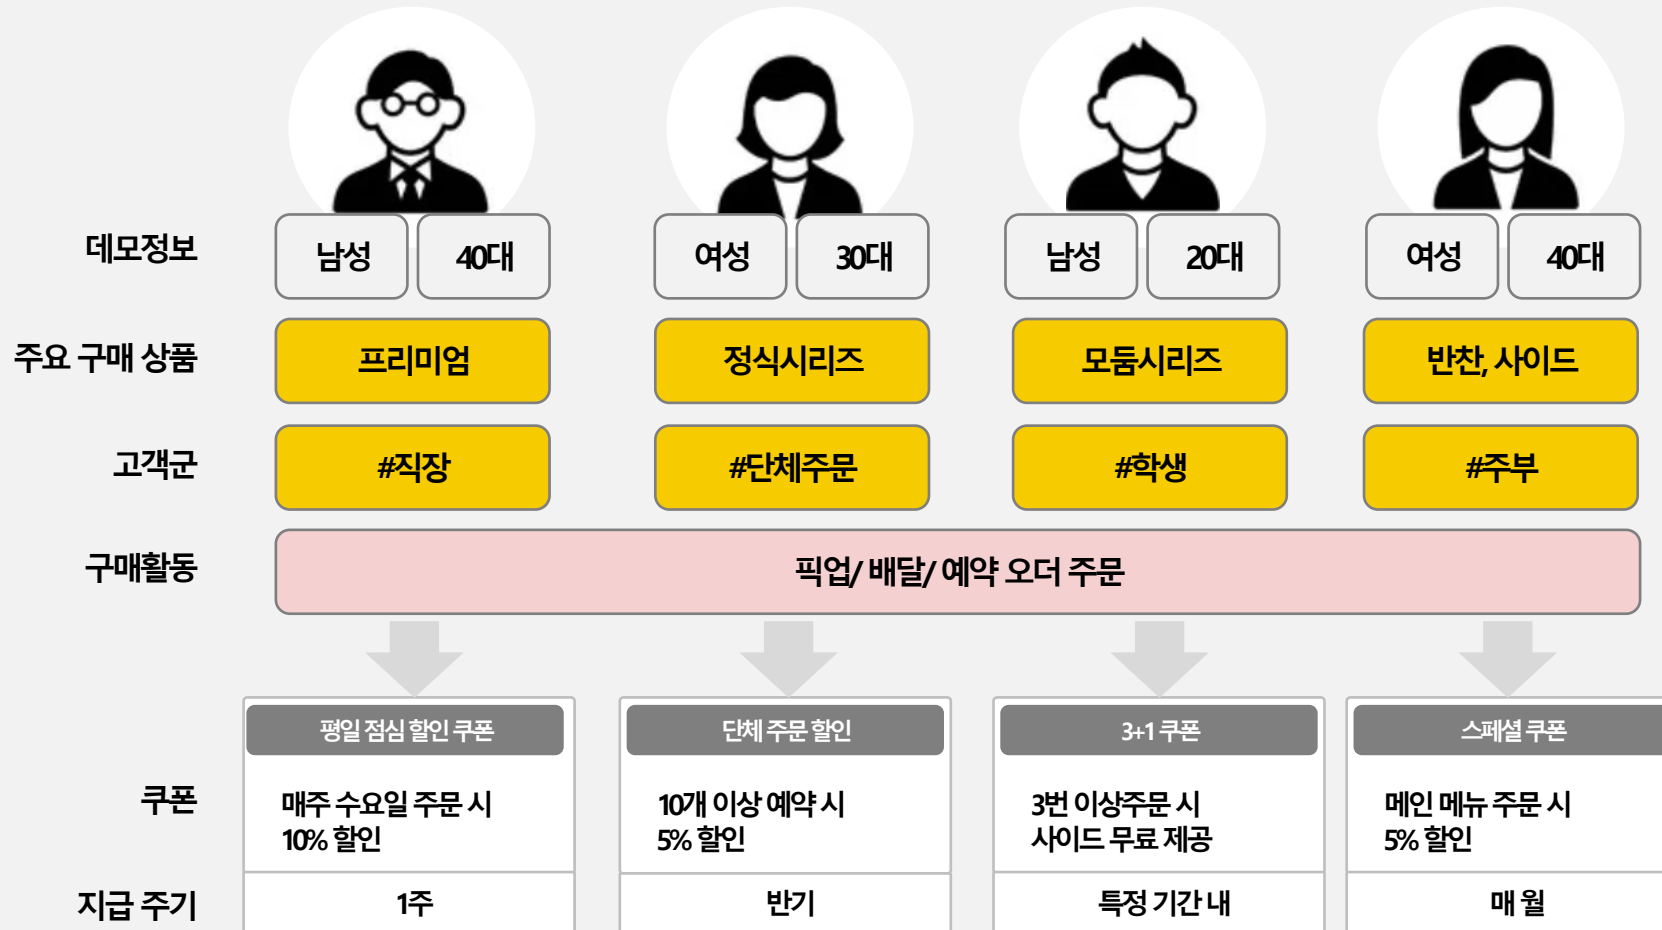 데모정보 남성 40대 여성 30대 남성 20대 여성 40대
주요 구매 상품 프리미엄 정식시리즈 모둠시리즈 반찬, 사이드
고객군 #직장 #단체주문 #학생 #주부
구매활동 픽업/ 배달/ 예약 오더 주문
평일 점심 할인 쿠폰 단체 주문 할인 3+1 쿠폰 스페셜 쿠폰
쿠폰
매주 수요일 주문 시
10% 할인
10개 이상 예약 시
5% 할인
3번 이상주문 시
사이드 무료 제공
메인 메뉴 주문 시
5% 할인
지급 주기 1주 반기 특정 기간 내 매 월